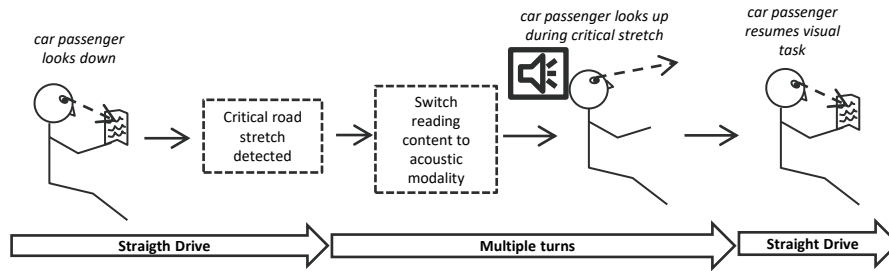 car passenger
looks down
Critical road
stretch
detected
Switch
reading
content to
acoustic
modality
car passenger looks up
during critical stretch
car passenger
resumes visual
task
Straigth Drive
Multiple turns
Straight Drive